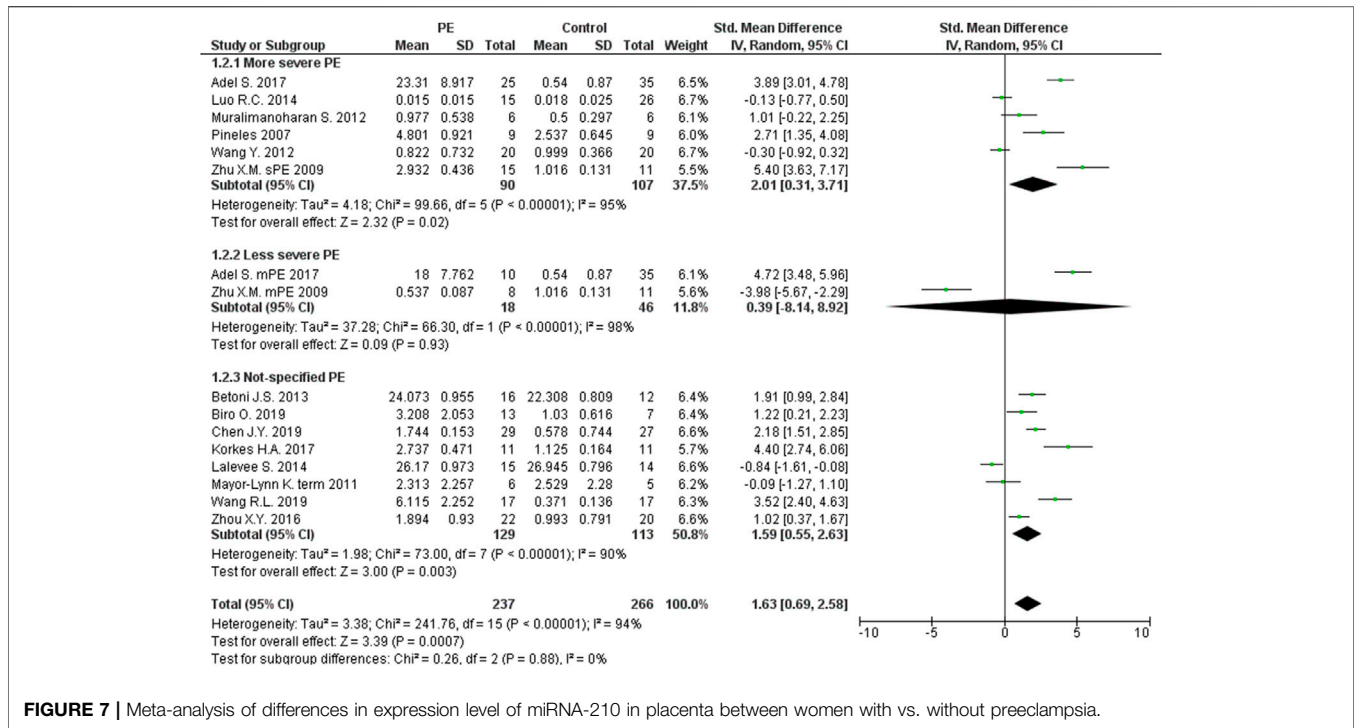 PE Control Std. Mean Difference Std. Mean Difference
Study or Subgroup Mean SD Total Mean SD Total Weight IV, Random, 95% CI IV, Random, 95% CI
1.2.1 More severe PE
Adel S. 2017 23.31 8.917 25 0.54 0.87 35 6.5% 3.89 [3.01, 4.78]
Luo R.C. 2014 0.015 0.015 15 0.018 0.025 26 6.7% -0.13 [-0.77, 0.50]
Muralimanoharan S. 2012 0.977 0.538 6 0.5 0.297 6 6.1% 1.01 [-0.22, 2.25]
Pineles 2007 4.801 0.921 9 2.537 0.645 9 6.0% 2.71 [1.35, 4.08]
Wang Y. 2012 0.822 0.732 20 0.999 0.366 20 6.7% -0.30 [-0.92, 0.32]
Zhu X.M. sPE 2009 2.932 0.436 15 1.016 0.131 11 5.5% 5.40 [3.63, 7.17]
Subtotal (95% CI) 90 107 37.5% 2.01 [0.31, 3.71]
Heterogeneity: Tau² = 4.18; Chi² = 99.66, df = 5 (P < 0.00001); I² = 95%
Test for overall effect: Z = 2.32 (P = 0.02)
1.2.2 Less severe PE
Adel S. mPE 2017 18 7.762 10 0.54 0.87 35 6.1% 4.72 [3.48, 5.96]
Zhu X.M. mPE 2009 0.537 0.087 8 1.016 0.131 11 5.6% -3.98 [-5.67, -2.29]
Subtotal (95% CI) 18 46 11.8% 0.39 [-8.14, 8.92]
Heterogeneity: Tau² = 37.28; Chi² = 66.30, df = 1 (P < 0.00001); I² = 98%
Test for overall effect: Z = 0.09 (P = 0.93)
1.2.3 Not-specified PE
Betoni J.S. 2013 24.073 0.955 16 22.308 0.809 12 6.4% 1.91 [0.99, 2.84]
Biro O. 2019 3.208 2.053 13 1.03 0.616 7 6.4% 1.22 [0.21, 2.23]
Chen J.Y. 2019 1.744 0.153 29 0.578 0.744 27 6.6% 2.18 [1.51, 2.85]
Korkes H.A. 2017 2.737 0.471 11 1.125 0.164 11 5.7% 4.40 [2.74, 6.06]
Lalevee S. 2014 26.17 0.973 15 26.945 0.796 14 6.6% -0.84 [-1.61, -0.08]
Mayor-Lynn K. term 2011 2.313 2.257 6 2.529 2.28 5 6.2% -0.09 [-1.27, 1.10]
Wang R.L. 2019 6.115 2.252 17 0.371 0.136 17 6.2% 3.52 [2.40, 4.63]
Zhou X.Y. 2016 1.894 0.93 22 0.993 0.791 20 6.6% 1.02 [0.37, 1.67]
Subtotal (95% CI) 129 113 50.8% 1.59 [0.55, 2.63]
Heterogeneity: Tau² = 1.98; Chi² = 73.00, df = 7 (P < 0.00001); I² = 90%
Test for overall effect: Z = 3.00 (P = 0.003)
Total (95% CI) 237 266 100.0% 1.63 [0.69, 2.58]
Heterogeneity: Tau² = 3.38; Chi² = 241.76, df = 15 (P < 0.00001); I² = 94%
Test for overall effect: Z = 3.39 (P = 0.0007)
Test for subgroup differences: Chi² = 0.26, df = 2 (P = 0.88), I² = 0%
-10 -5 0 5 10
FIGURE 7 | Meta-analysis of differences in expression level of miRNA-210 in placenta between women with vs. without preeclampsia.